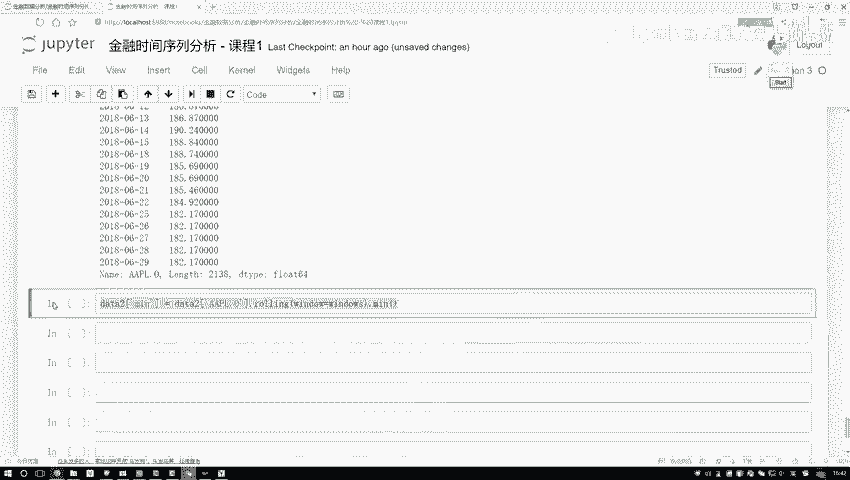 localhost:8888/notebooks/
jupyter 金融时间序列分析 - 课程1 Last Checkpoint: an hour ago (unsaved changes)
Logout
File Edit View Insert Cell Kernel Widgets Help
Trusted
Code
2018-06-13 186.870000
2018-06-14 190.240000
2018-06-15 188.840000
2018-06-18 188.740000
2018-06-19 185.690000
2018-06-20 185.690000
2018-06-21 185.460000
2018-06-22 184.920000
2018-06-25 182.170000
2018-06-26 182.170000
2018-06-27 182.170000
2018-06-28 182.170000
2018-06-29 182.170000
Name: AAPL.O, Length: 2138, dtype: float64
In [ ]: data2['min'] = data2['AAPL.O'].rolling(window=windows).min()
In [ ]:
In [ ]:
In [ ]:
In [ ]:
In [ ]:
16:42